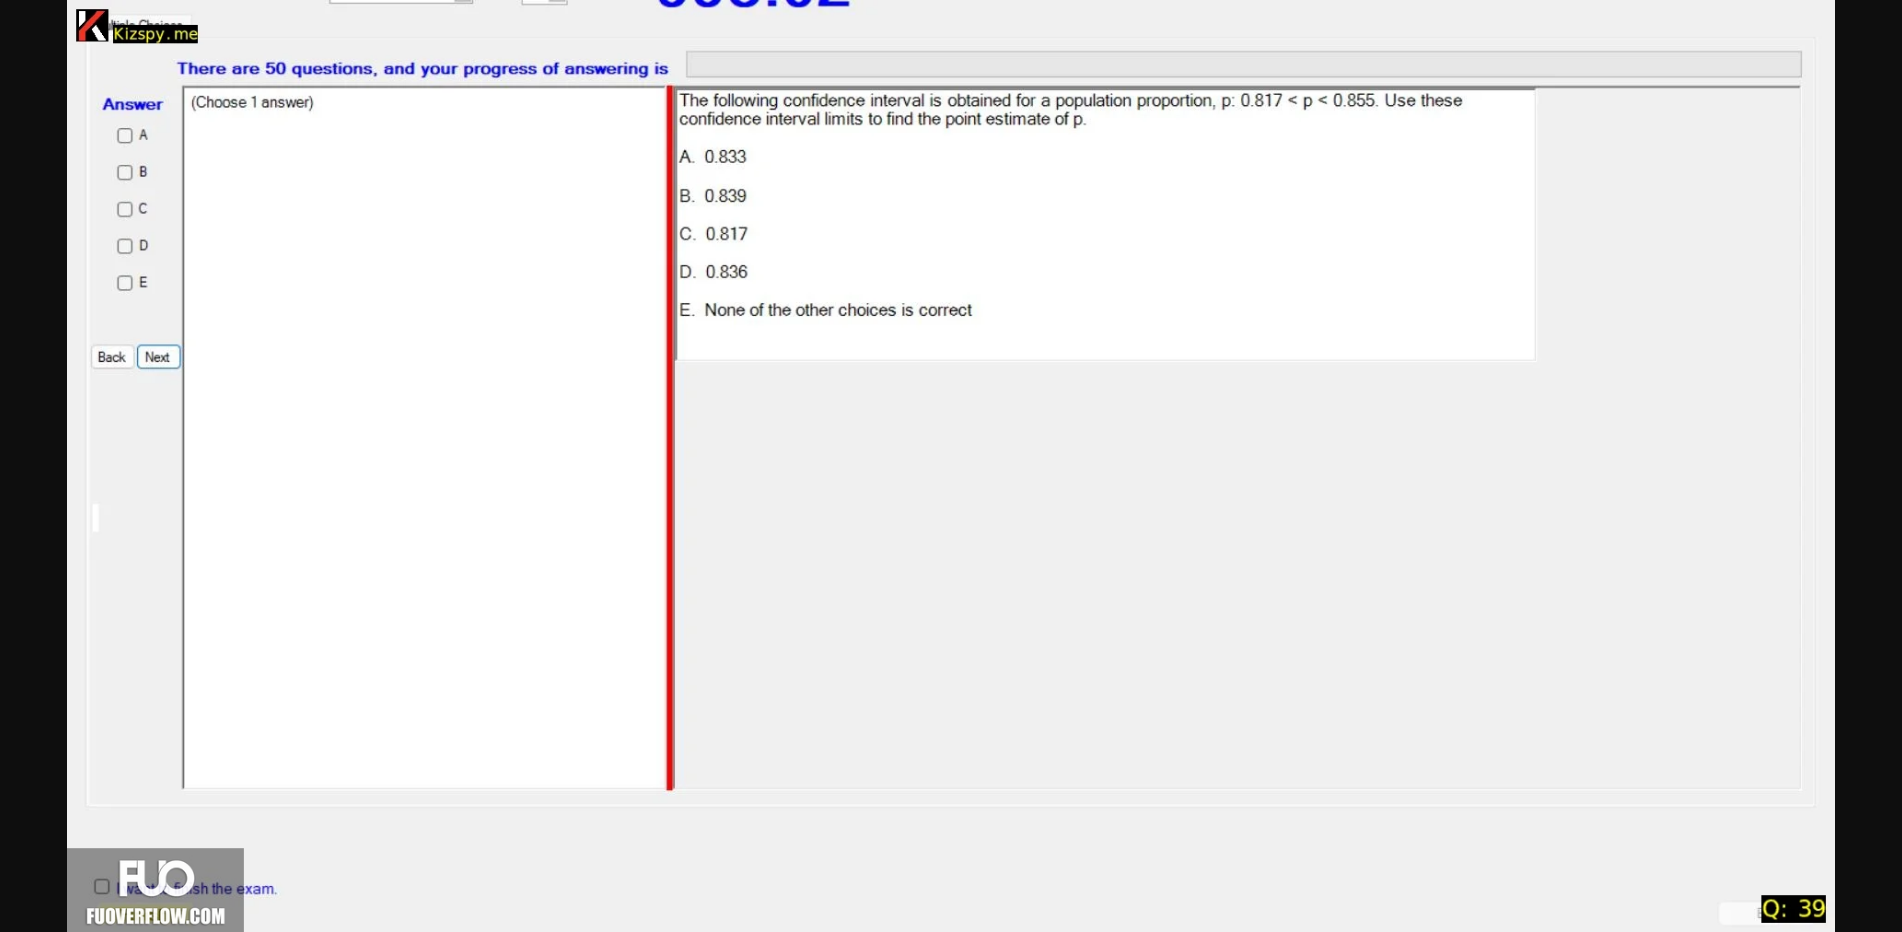 Kizspy.me
There are 50 questions, and your progress of answering is
Answer
(Choose 1 answer)
A
B
C
D
E
Back Next
The following confidence interval is obtained for a population proportion, p: 0.817 < p < 0.855. Use these
confidence interval limits to find the point estimate of p.
A. 0.833
B. 0.839
C. 0.817
D. 0.836
E. None of the other choices is correct
FUO
sh the exam.
FUOVERFLOW.COM
Q: 39